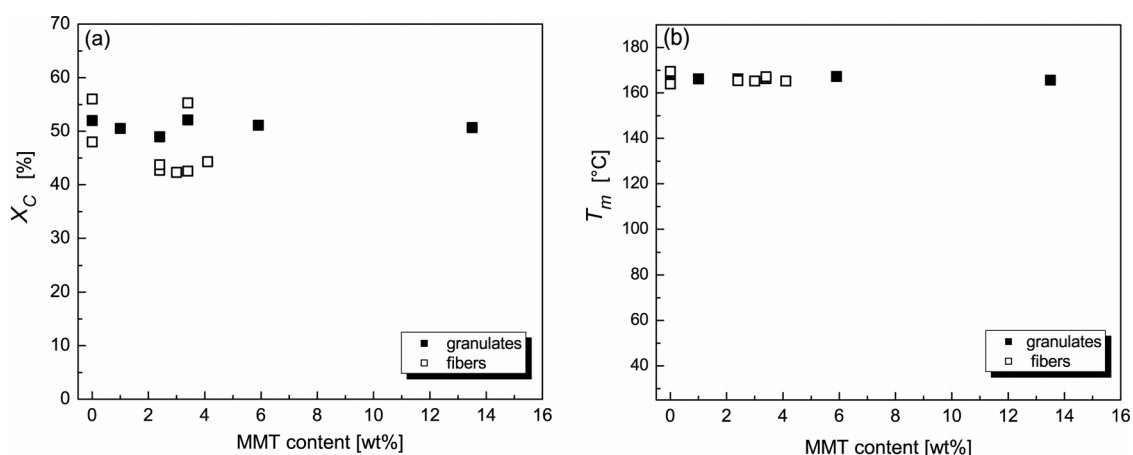 (a)
70
60
50
40
30
20
10
0
X_C [%]
0 2 4 6 8 10 12 14 16
MMT content [wt%]
granulates
fibers
(b)
180
160
140
120
100
80
60
40
T_m [°C]
0 2 4 6 8 10 12 14 16
MMT content [wt%]
granulates
fibers